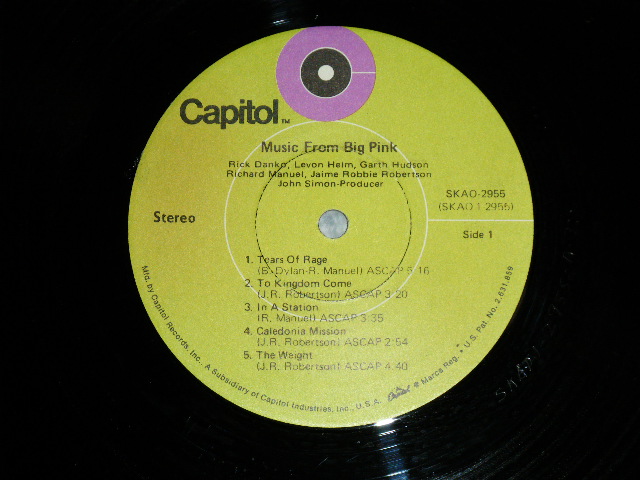 Capitol TM
Music From Big Pink
Rick Danko, Levon Helm, Garth Hudson
Richard Manuel, Jaime Robbie Robertson
John Simon-Producer
SKAO-2955
(SKAO 1 2955)
Stereo
Side 1
1. Tears Of Rage
(B. Dylan-R. Manuel) ASCAP 5:16
2. To Kingdom Come
(J.R. Robertson) ASCAP 3:20
3. In A Station
(R. Manuel) ASCAP 3:35
4. Caledonia Mission
(J.R. Robertson) ASCAP 2:54
5. The Weight
(J.R. Robertson) ASCAP 4:40
Mfd. by Capitol Records, Inc., A Subsidiary of Capitol Industries, Inc., U.S.A. Capitol ® Marca Reg. • U.S. Pat. No. 2,631,859